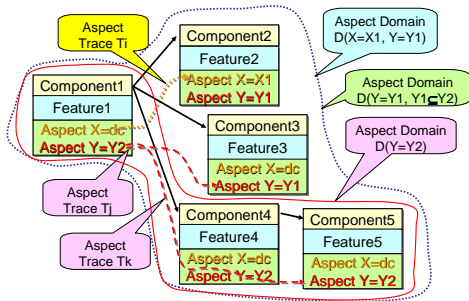 Aspect
Trace Ti
Component2
Feature2
Aspect X=X1
Aspect Y=Y1
Aspect Domain
D(X=X1, Y=Y1)
Component1
Feature1
Aspect X=dc
Aspect Y=Y2
Aspect Domain
D(Y=Y1, Y1⊆Y2)
Component3
Feature3
Aspect X=dc
Aspect Y=Y1
Aspect Domain
D(Y=Y2)
Aspect
Trace Tj
Aspect
Trace Tk
Component4
Feature4
Aspect X=dc
Aspect Y=Y2
Component5
Feature5
Aspect X=dc
Aspect Y=Y2